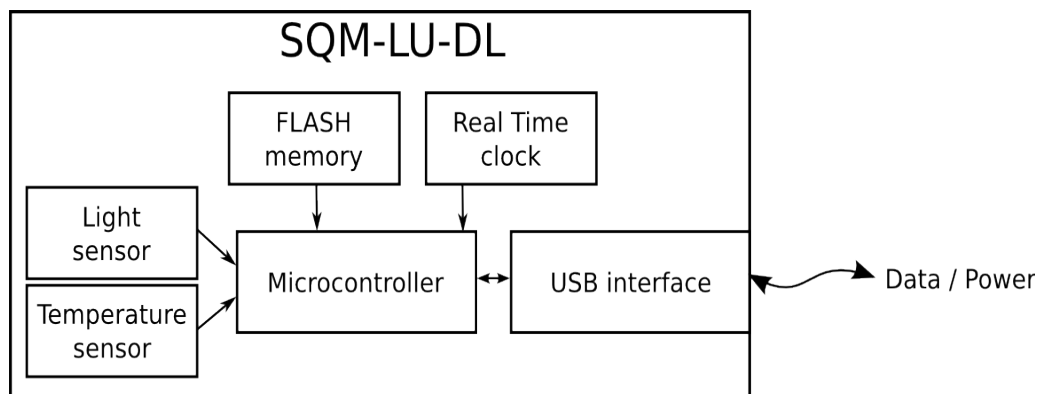 SQM-LU-DL
FLASH
memory
Real Time
clock
Light
sensor
Temperature
sensor
Microcontroller
USB interface
Data / Power